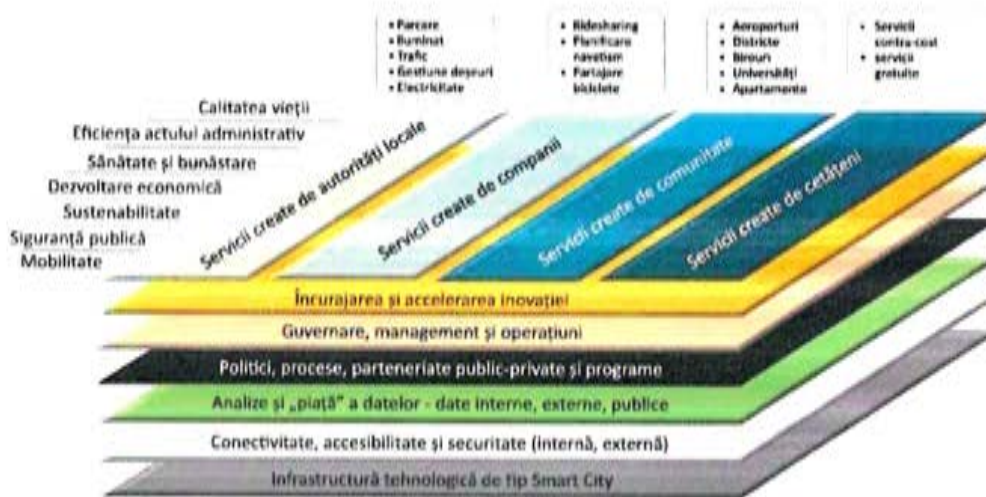 • Parcare
• Iluminat
• Trafic
• Gestiune deșeuri
• Electricitate
• Ridesharing
• Planificare
navetism
• Partajare
biciclete
• Aeroporturi
• Districte
• Birouri
• Universități
• Apartamente
• Servicii
contra-cost
• servicii
gratuite
Calitatea vieții
Eficiența actului administrativ
Sănătate și bunăstare
Dezvoltare economică
Sustenabilitate
Siguranță publică
Mobilitate
Servicii create de autorități locale
Servicii create de companii
Servicii create de comunitate
Servicii create de cetățeni
Încurajarea și accelerarea inovației
Guvernare, management și operațiuni
Politici, procese, parteneriate public-private și programe
Analize și „piață” a datelor - date interne, externe, publice
Conectivitate, accesibilitate și securitate (internă, externă)
Infrastructură tehnologică de tip Smart City